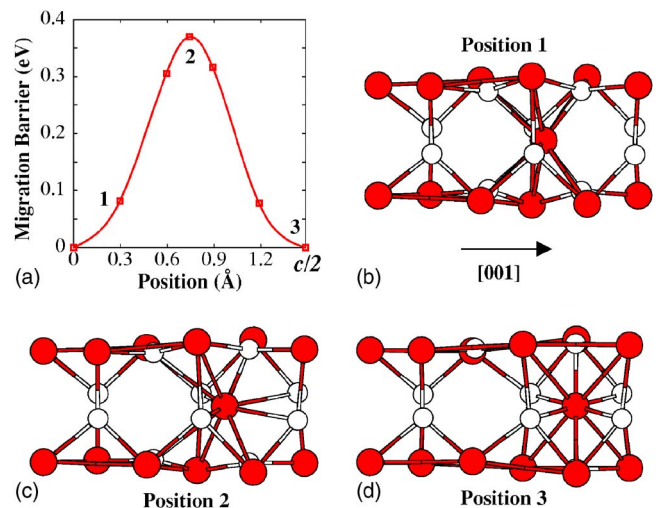 0.4
0.3
0.2
0.1
0
Migration Barrier (eV)
1
2
3
0 0.3 0.6 0.9 1.2 c/2
Position (Å)
(a)
Position 1
[001]
(b)
(c)
Position 2
(d)
Position 3